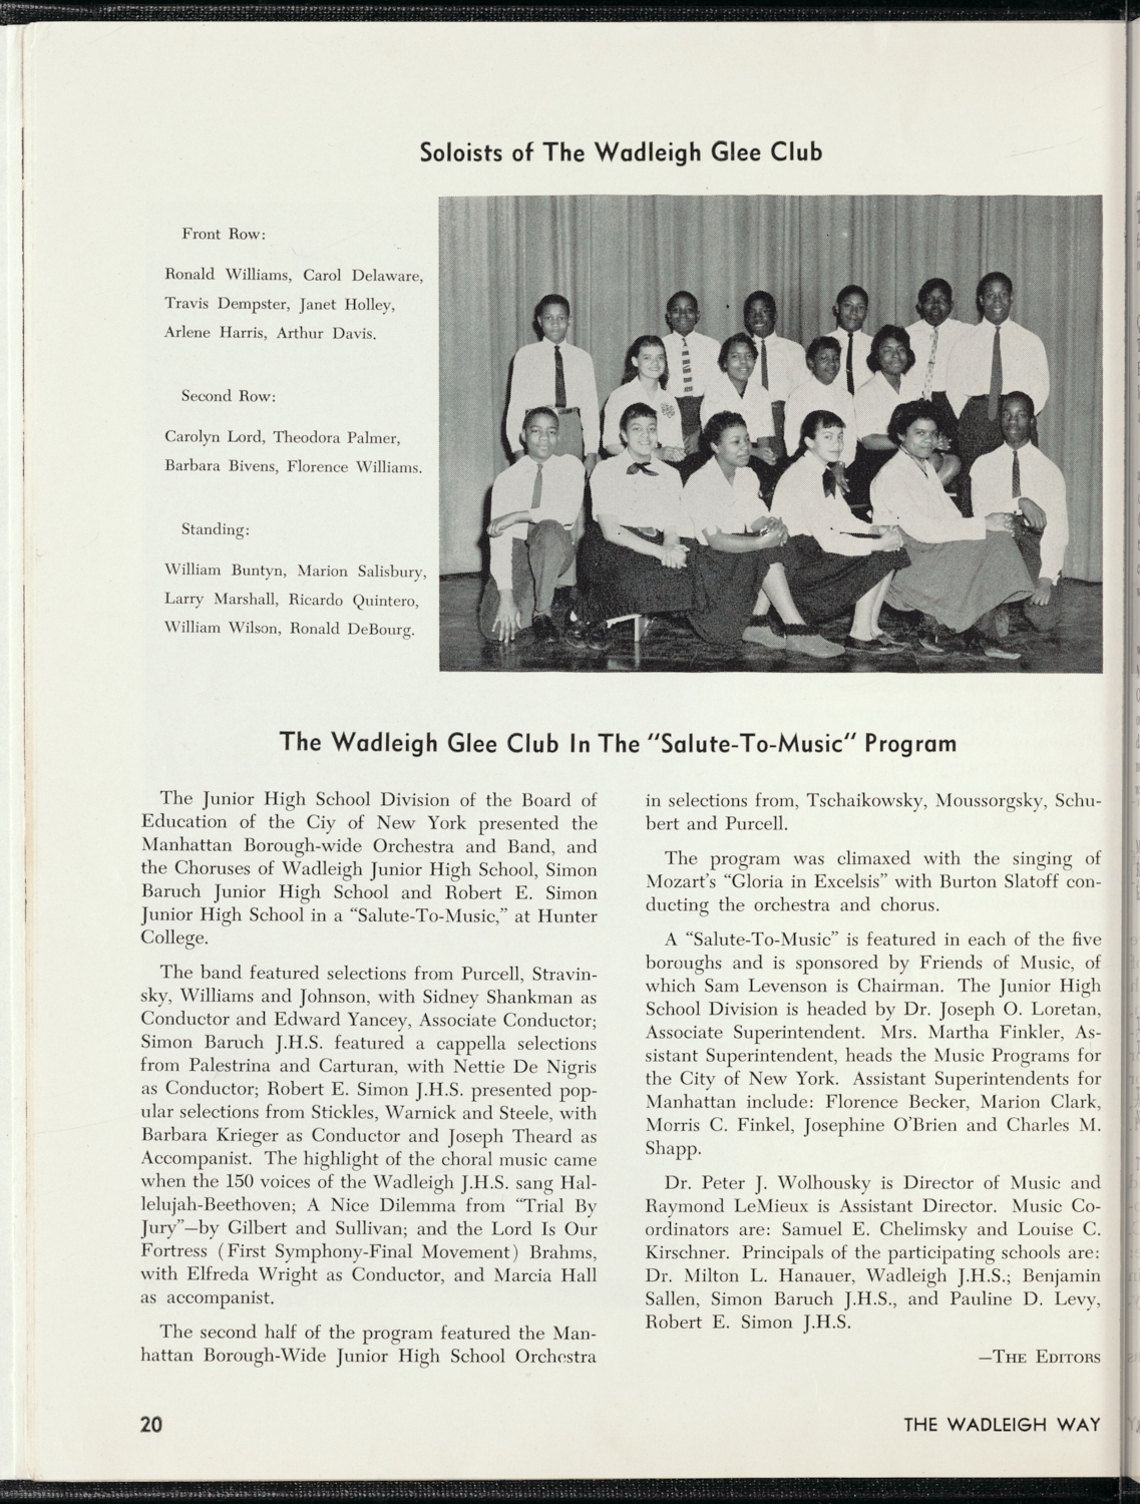 Soloists of The Wadleigh Glee Club
Front Row:
Ronald Williams, Carol Delaware,
Travis Dempster, Janet Holley,
Arlene Harris, Arthur Davis.
Second Row:
Carolyn Lord, Theodora Palmer,
Barbara Bivens, Florence Williams.
Standing:
William Buntyn, Marion Salisbury,
Larry Marshall, Ricardo Quintero,
William Wilson, Ronald DeBourg.
The Wadleigh Glee Club In The "Salute-To-Music" Program
The Junior High School Division of the Board of
Education of the Ciy of New York presented the
Manhattan Borough-wide Orchestra and Band, and
the Choruses of Wadleigh Junior High School, Simon
Baruch Junior High School and Robert E. Simon
Junior High School in a “Salute-To-Music,” at Hunter
College.
The band featured selections from Purcell, Stravin-
sky, Williams and Johnson, with Sidney Shankman as
Conductor and Edward Yancey, Associate Conductor;
Simon Baruch J.H.S. featured a cappella selections
from Palestrina and Carturan, with Nettie De Nigris
as Conductor; Robert E. Simon J.H.S. presented pop-
ular selections from Stickles, Warnick and Steele, with
Barbara Krieger as Conductor and Joseph Theard as
Accompanist. The highlight of the choral music came
when the 150 voices of the Wadleigh J.H.S. sang Hal-
lelujah-Beethoven; A Nice Dilemma from “Trial By
Jury”—by Gilbert and Sullivan; and the Lord Is Our
Fortress (First Symphony-Final Movement) Brahms,
with Elfreda Wright as Conductor, and Marcia Hall
as accompanist.
The second half of the program featured the Man-
hattan Borough-Wide Junior High School Orchestra
in selections from, Tschaikowsky, Moussorgsky, Schu-
bert and Purcell.
The program was climaxed with the singing of
Mozart’s “Gloria in Excelsis” with Burton Slatoff con-
ducting the orchestra and chorus.
A “Salute-To-Music” is featured in each of the five
boroughs and is sponsored by Friends of Music, of
which Sam Levenson is Chairman. The Junior High
School Division is headed by Dr. Joseph O. Loretan,
Associate Superintendent. Mrs. Martha Finkler, As-
sistant Superintendent, heads the Music Programs for
the City of New York. Assistant Superintendents for
Manhattan include: Florence Becker, Marion Clark,
Morris C. Finkel, Josephine O’Brien and Charles M.
Shapp.
Dr. Peter J. Wolhousky is Director of Music and
Raymond LeMieux is Assistant Director. Music Co-
ordinators are: Samuel E. Chelimsky and Louise C.
Kirschner. Principals of the participating schools are:
Dr. Milton L. Hanauer, Wadleigh J.H.S.; Benjamin
Sallen, Simon Baruch J.H.S., and Pauline D. Levy,
Robert E. Simon J.H.S.
—THE EDITORS
20
THE WADLEIGH WAY